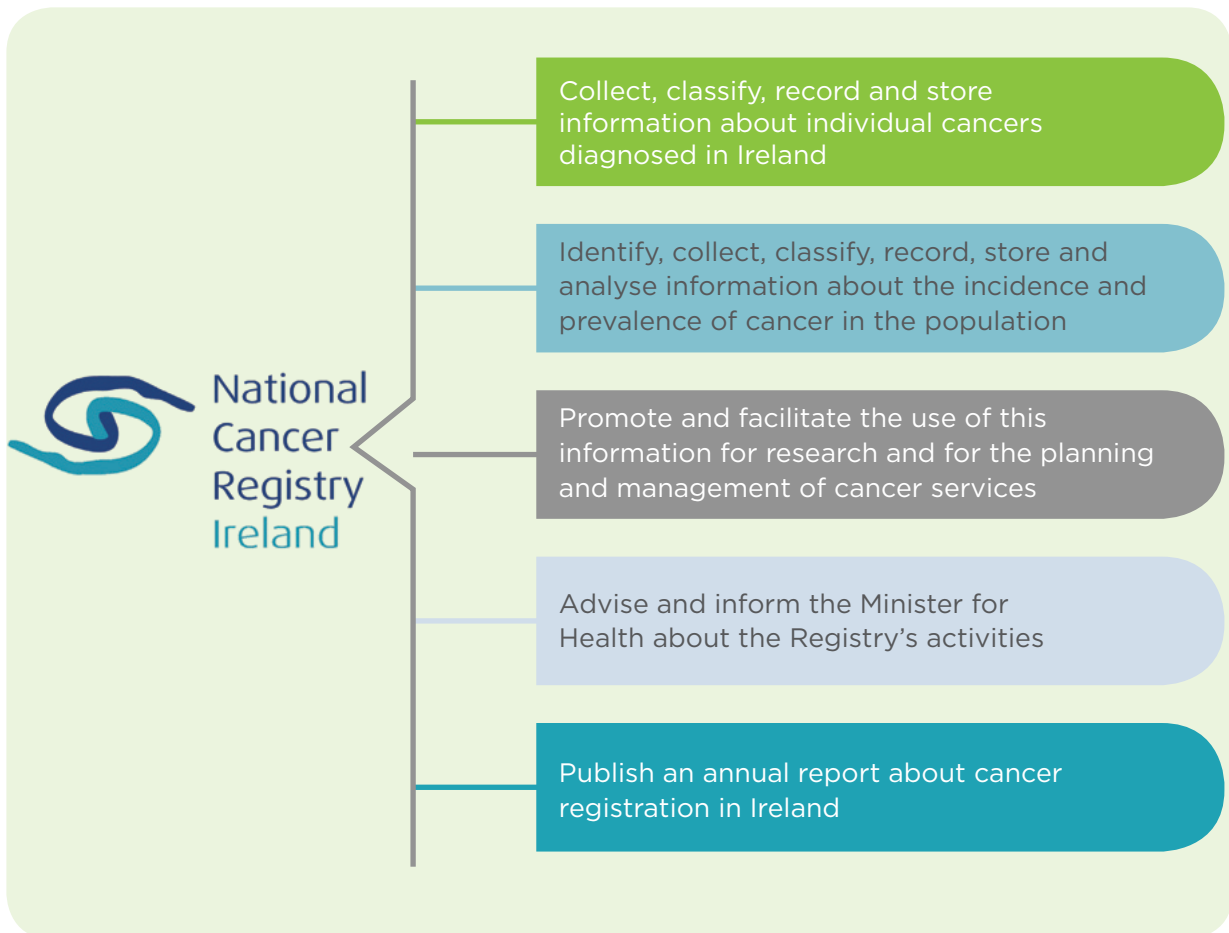 National
Cancer
Registry
Ireland
Collect, classify, record and store
information about individual cancers
diagnosed in Ireland
Identify, collect, classify, record, store and
analyse information about the incidence and
prevalence of cancer in the population
Promote and facilitate the use of this
information for research and for the planning
and management of cancer services
Advise and inform the Minister for
Health about the Registry’s activities
Publish an annual report about cancer
registration in Ireland